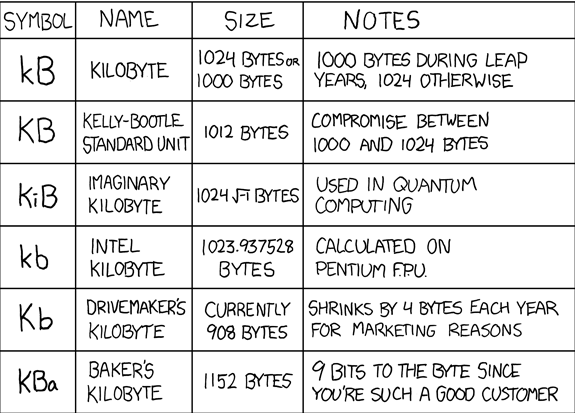 SYMBOL NAME SIZE NOTES
kB KILOBYTE 1024 BYTES OR 1000 BYTES 1000 BYTES DURING LEAP YEARS, 1024 OTHERWISE
KB KELLY-BOOTLE STANDARD UNIT 1012 BYTES COMPROMISE BETWEEN 1000 AND 1024 BYTES
KiB IMAGINARY KILOBYTE 1024 √-1 BYTES USED IN QUANTUM COMPUTING
kb INTEL KILOBYTE 1023.937528 BYTES CALCULATED ON PENTIUM F.P.U.
Kb DRIVEMAKER'S KILOBYTE CURRENTLY 908 BYTES SHRINKS BY 4 BYTES EACH YEAR FOR MARKETING REASONS
KBa BAKER'S KILOBYTE 1152 BYTES 9 BITS TO THE BYTE SINCE YOU'RE SUCH A GOOD CUSTOMER